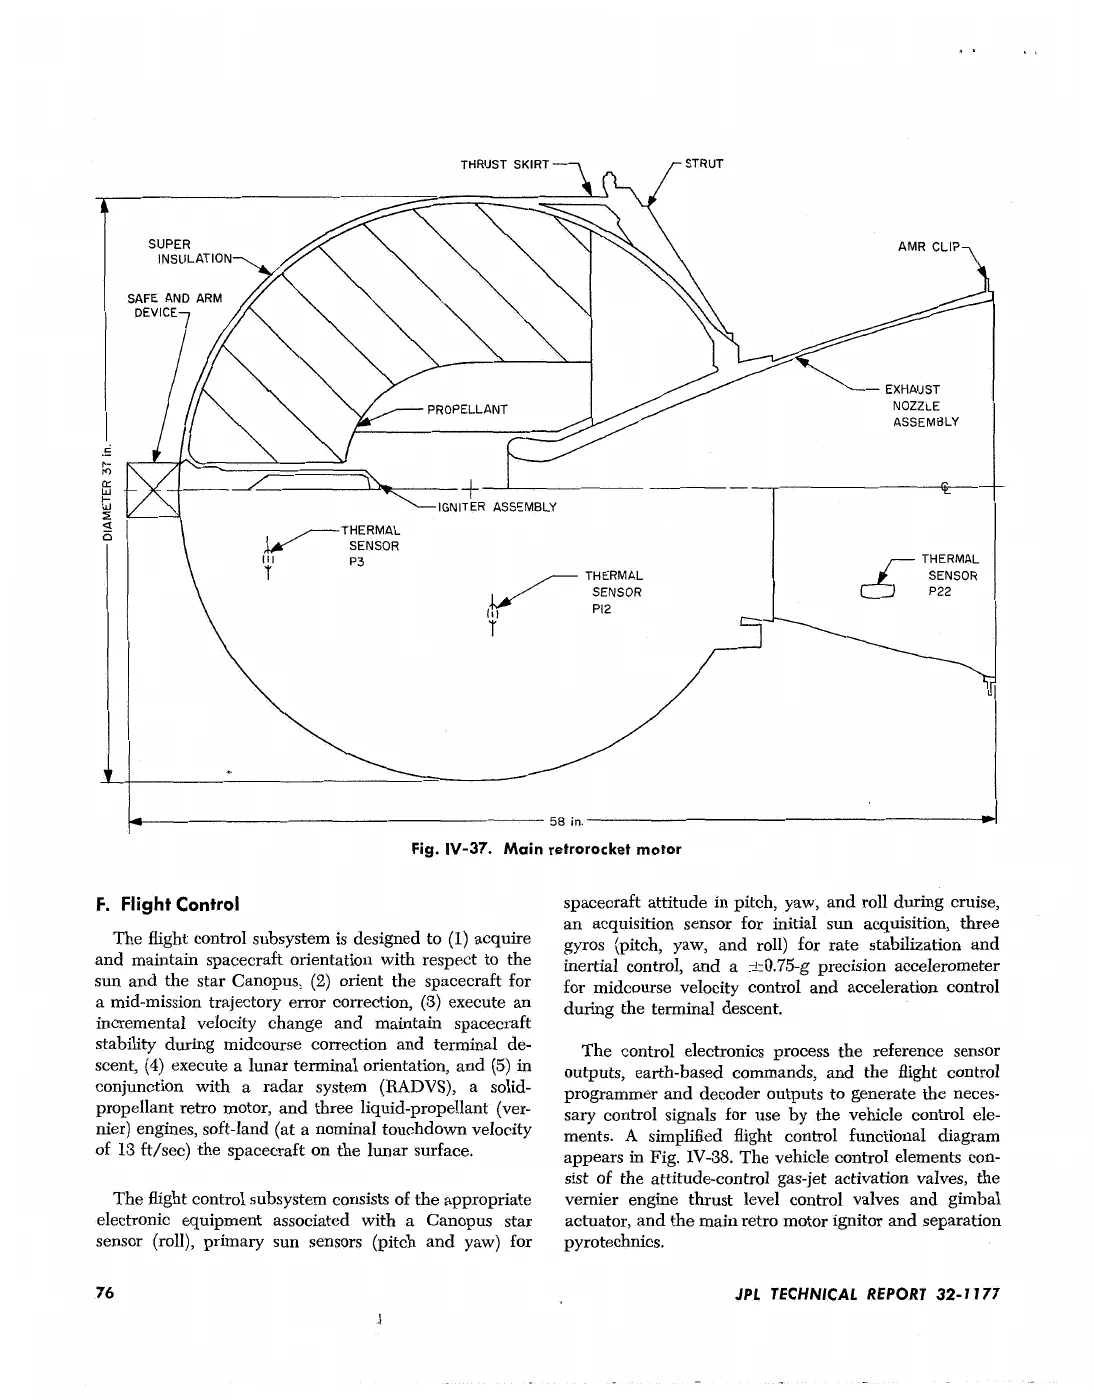 THRUST SKIRT
STRUT
SUPER
INSULATION
AMR CLIP
SAFE AND ARM
DEVICE
EXHAUST
NOZZLE
ASSEMBLY
PROPELLANT
DIAMETER 37 in.
℄
IGNITER ASSEMBLY
THERMAL
SENSOR
P3
THERMAL
SENSOR
P12
THERMAL
SENSOR
P22
58 in.
Fig. IV-37. Main retrorocket motor
F. Flight Control
The flight control subsystem is designed to (1) acquire
and maintain spacecraft orientation with respect to the
sun and the star Canopus, (2) orient the spacecraft for
a mid-mission trajectory error correction, (3) execute an
incremental velocity change and maintain spacecraft
stability during midcourse correction and terminal de-
scent, (4) execute a lunar terminal orientation, and (5) in
conjunction with a radar system (RADVS), a solid-
propellant retro motor, and three liquid-propellant (ver-
nier) engines, soft-land (at a nominal touchdown velocity
of 13 ft/sec) the spacecraft on the lunar surface.
The flight control subsystem consists of the appropriate
electronic equipment associated with a Canopus star
sensor (roll), primary sun sensors (pitch and yaw) for
spacecraft attitude in pitch, yaw, and roll during cruise,
an acquisition sensor for initial sun acquisition, three
gyros (pitch, yaw, and roll) for rate stabilization and
inertial control, and a ±0.75-g precision accelerometer
for midcourse velocity control and acceleration control
during the terminal descent.
The control electronics process the reference sensor
outputs, earth-based commands, and the flight control
programmer and decoder outputs to generate the neces-
sary control signals for use by the vehicle control ele-
ments. A simplified flight control functional diagram
appears in Fig. IV-38. The vehicle control elements con-
sist of the attitude-control gas-jet activation valves, the
vernier engine thrust level control valves and gimbal
actuator, and the main retro motor ignitor and separation
pyrotechnics.
76
JPL TECHNICAL REPORT 32-1177